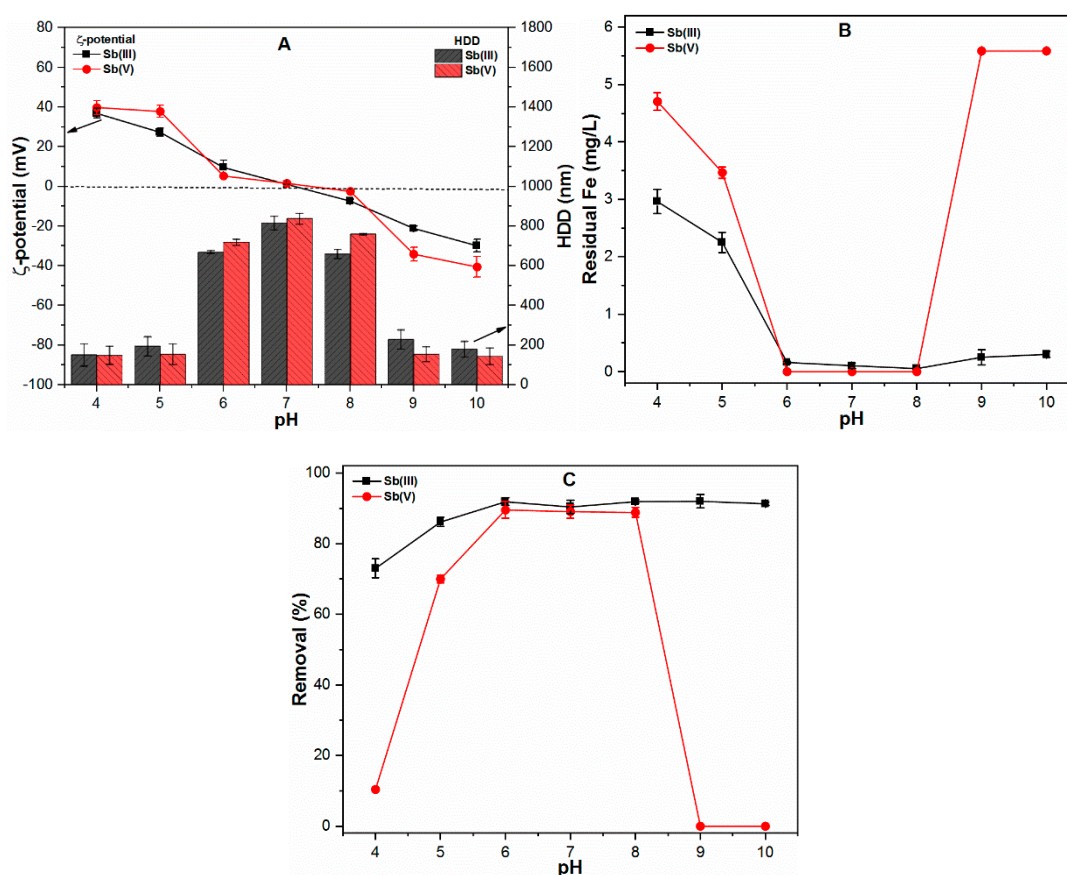 A
ζ-potential
Sb(III)
Sb(V)
HDD
Sb(III)
Sb(V)
80
60
40
20
0
-20
-40
-60
-80
-100
ζ-potential (mV)
1800
1600
1400
1200
1000
800
600
400
200
0
HDD (nm)
4 5 6 7 8 9 10
pH
B
Sb(III)
Sb(V)
6
5
4
3
2
1
0
Residual Fe (mg/L)
4 5 6 7 8 9 10
pH
C
Sb(III)
Sb(V)
100
80
60
40
20
0
Removal (%)
4 5 6 7 8 9 10
pH